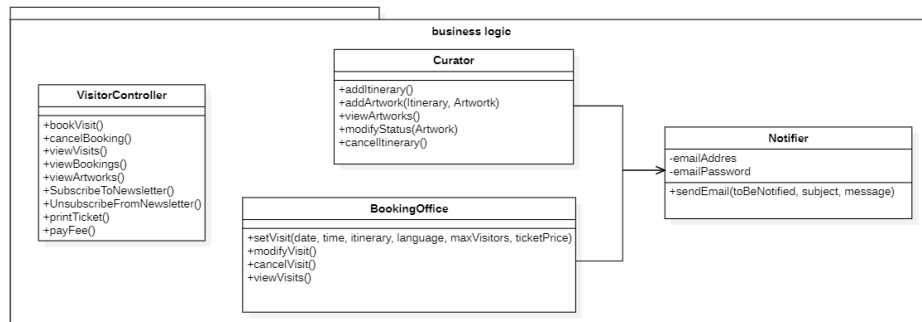 business logic
VisitorController
+bookVisit()
+cancelBooking()
+viewVisits()
+viewBookings()
+viewArtworks()
+SubscribeToNewsletter()
+UnsubscribeFromNewsletter()
+printTicket()
+payFee()
Curator
+addItinerary()
+addArtwork(Itinerary, Artwortk)
+viewArtworks()
+modifyStatus(Artwork)
+cancelItinerary()
BookingOffice
+setVisit(date, time, itinerary, language, maxVisitors, ticketPrice)
+modifyVisit()
+cancelVisit()
+viewVisits()
Notifier
-emailAddres
-emailPassword
+sendEmail(toBeNotified, subject, message)